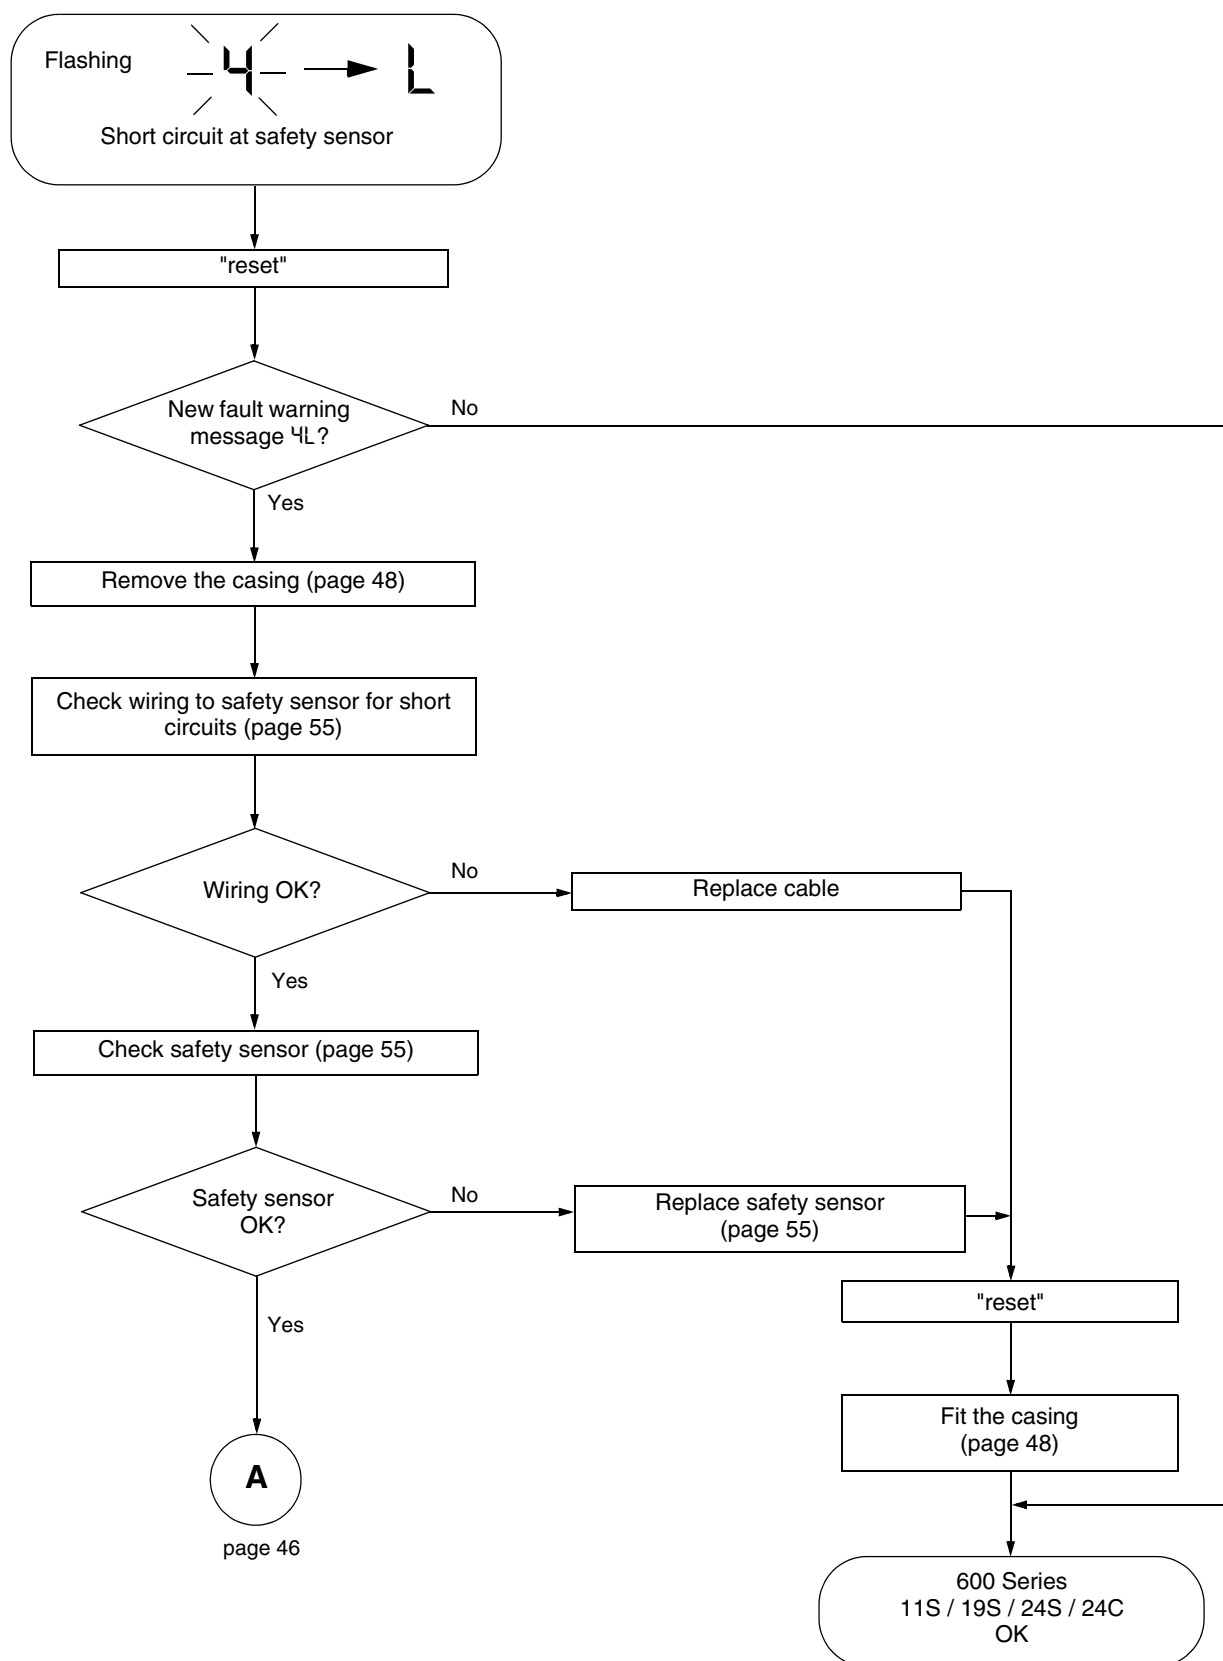 Flashing
4
L
Short circuit at safety sensor
"reset"
New fault warning
message 4L?
No
Yes
Remove the casing (page 48)
Check wiring to safety sensor for short
circuits (page 55)
Wiring OK?
No
Replace cable
Yes
Check safety sensor (page 55)
Safety sensor
OK?
No
Replace safety sensor
(page 55)
Yes
"reset"
Fit the casing
(page 48)
A
page 46
600 Series
11S / 19S / 24S / 24C
OK